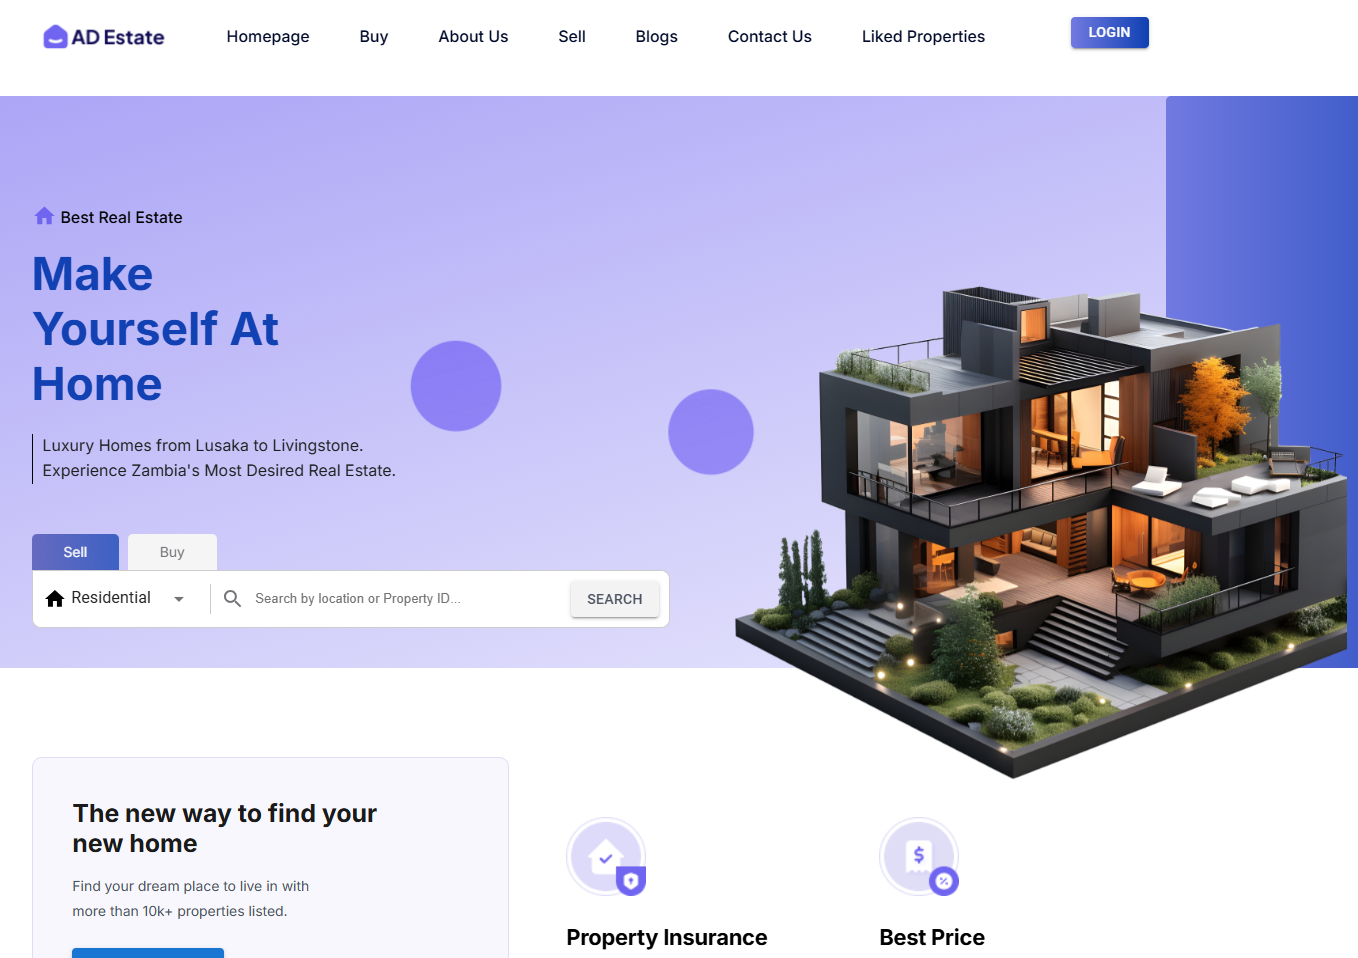 AD Estate
Homepage
Buy
About Us
Sell
Blogs
Contact Us
Liked Properties
LOGIN
Best Real Estate
Make
Yourself At
Home
Luxury Homes from Lusaka to Livingstone.
Experience Zambia's Most Desired Real Estate.
Sell
Buy
Residential
Search by location or Property ID...
SEARCH
The new way to find your
new home
Find your dream place to live in with
more than 10k+ properties listed.
$
%
Property Insurance
Best Price